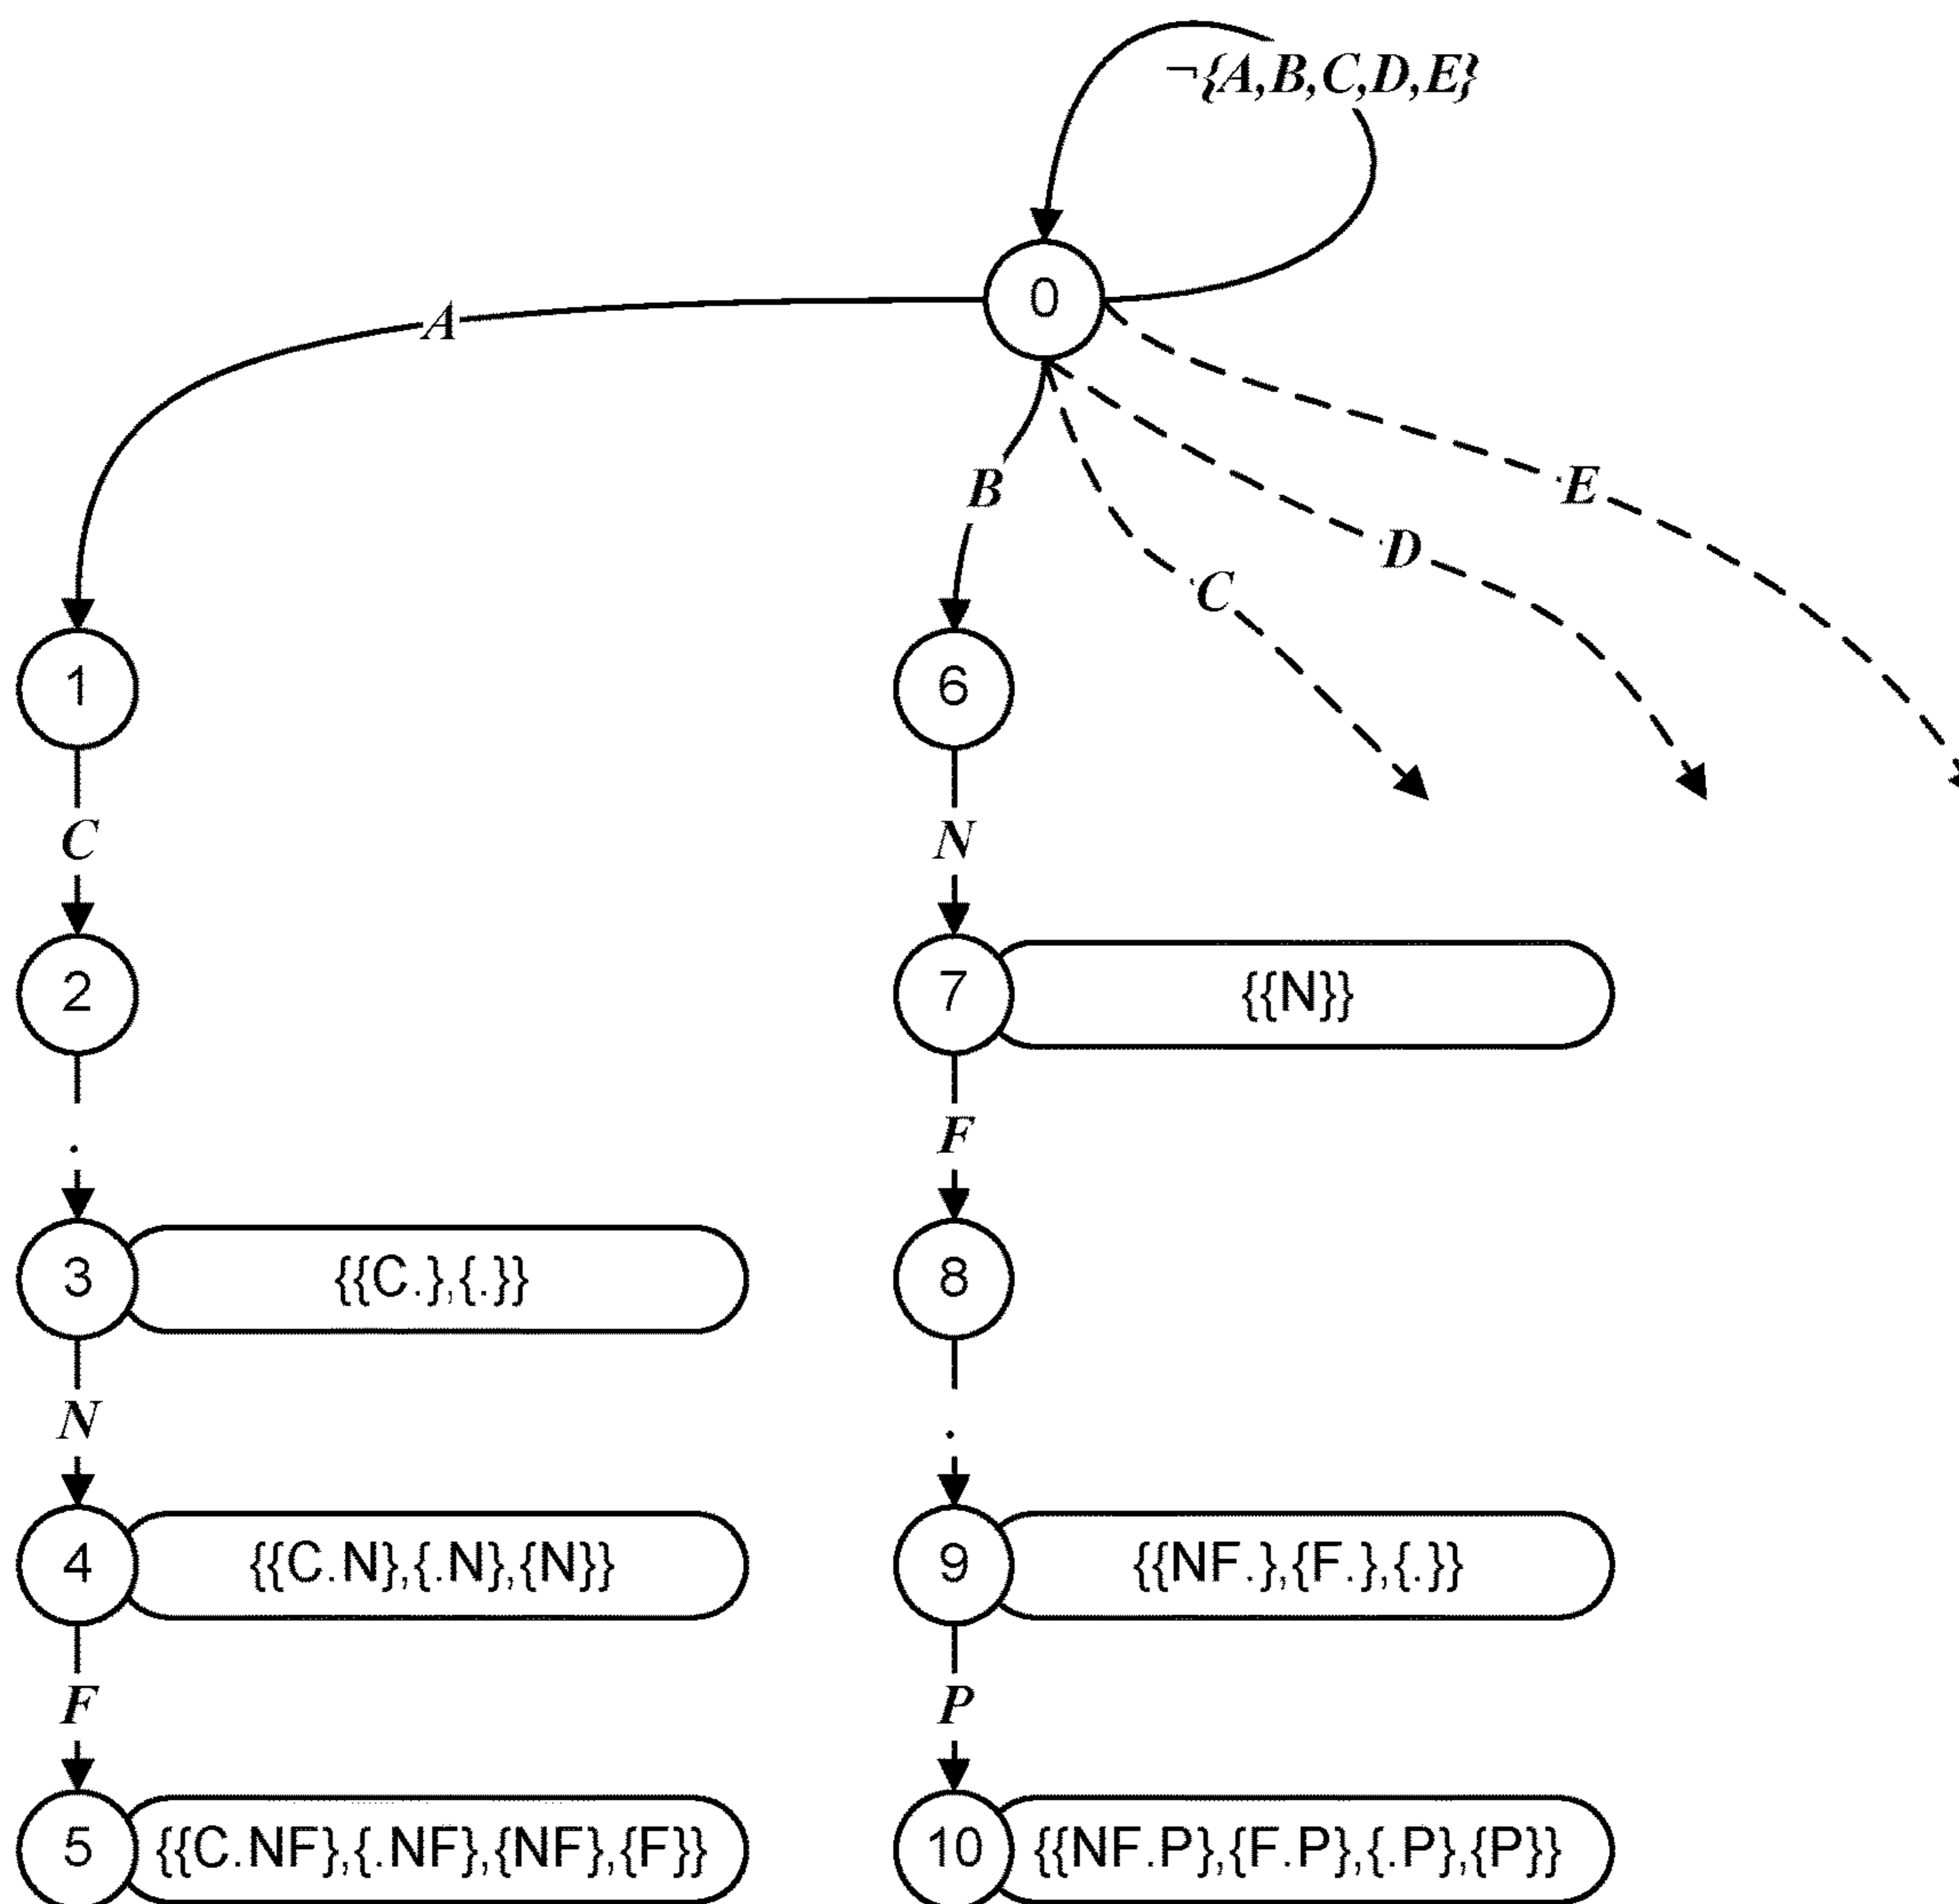 ¬{A,B,C,D,E}
0
A
B
E
D
C
1
6
C
N
2
7
{{N}}
.
F
3
{{C.},{.}}
8
N
.
4
{{C.N},{.N},{N}}
9
{{NF.},{F.},{.}}
F
P
5
{{C.NF},{.NF},{NF},{F}}
10
{{NF.P},{F.P},{.P},{P}}